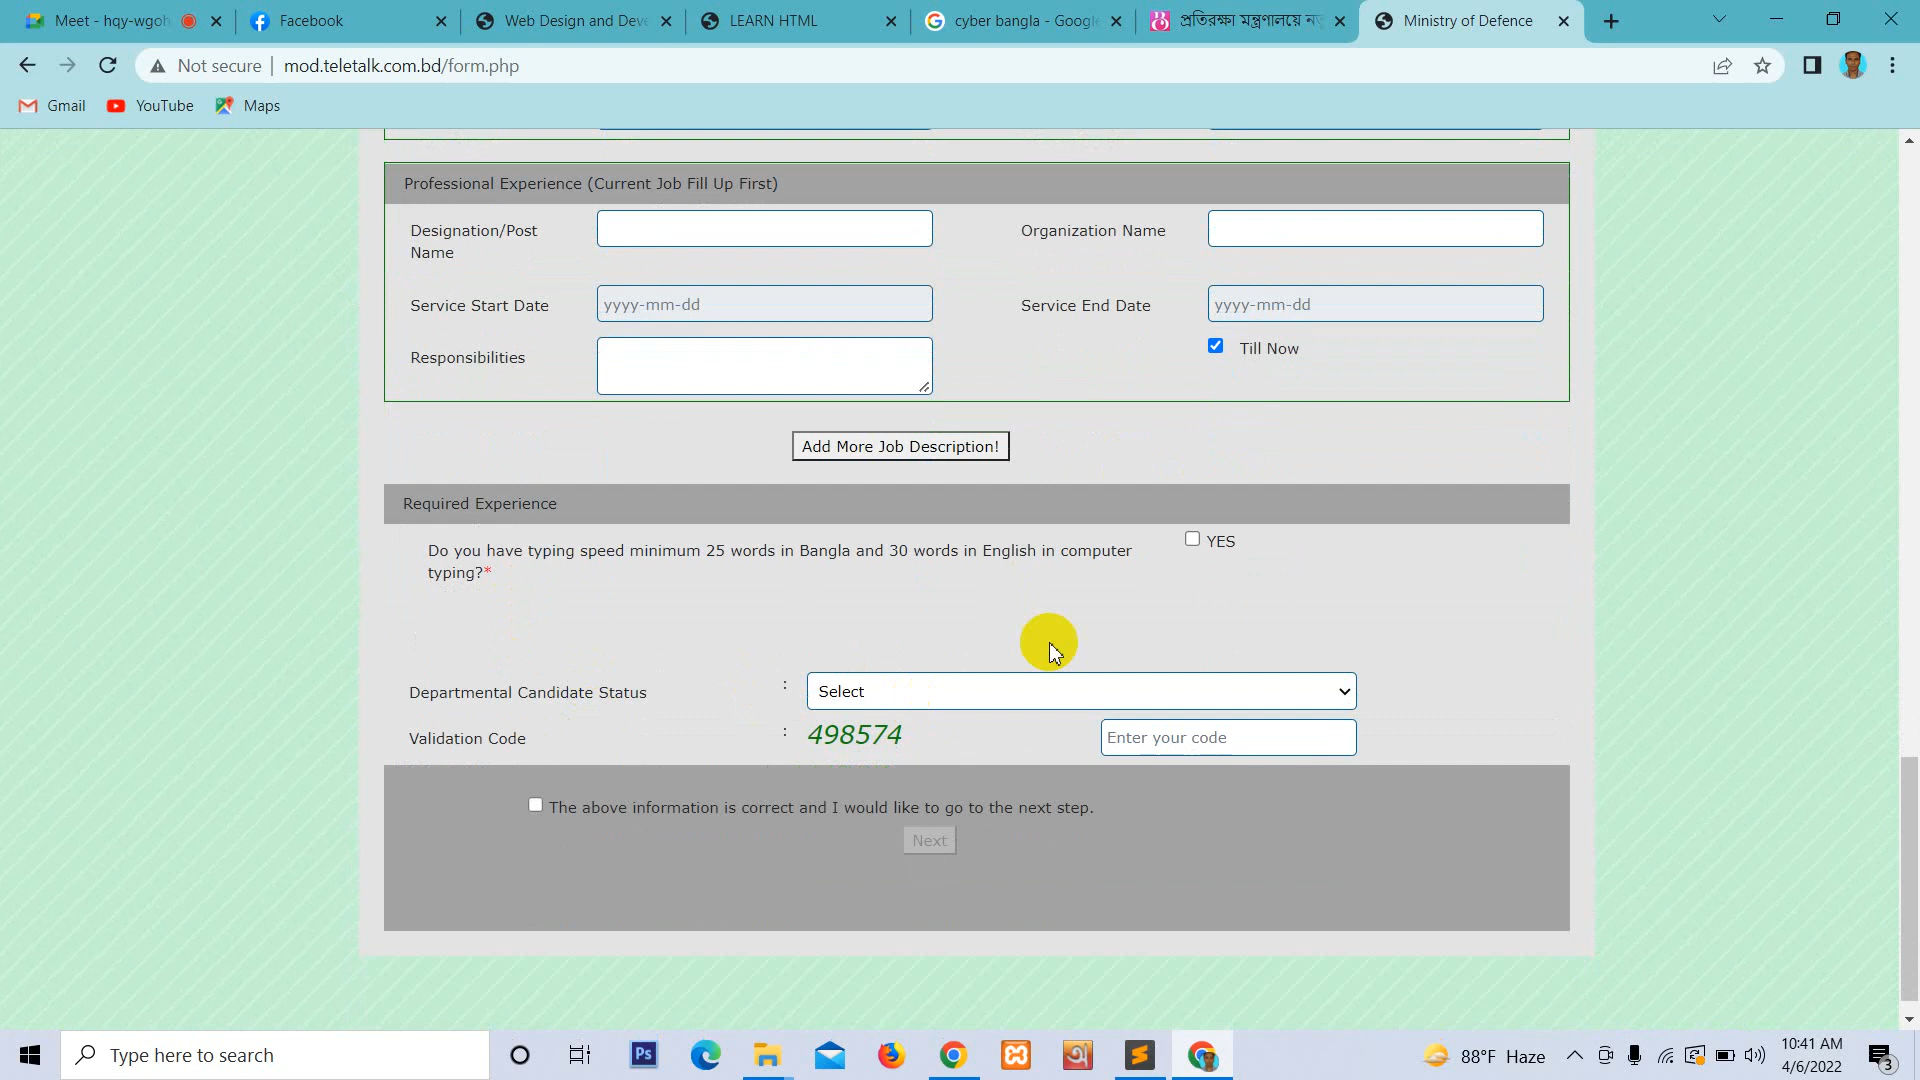 Meet - hqy-wgoh
Facebook
Web Design and Deve
LEARN HTML
cyber bangla - Google
প্রতিরক্ষা মন্ত্রণালয়ে নতু
Ministry of Defence
Not secure
mod.teletalk.com.bd/form.php
Gmail
YouTube
Maps
Professional Experience (Current Job Fill Up First)
Designation/Post
Name
Organization Name
Service Start Date
yyyy-mm-dd
Service End Date
yyyy-mm-dd
Responsibilities
Till Now
Add More Job Description!
Required Experience
Do you have typing speed minimum 25 words in Bangla and 30 words in English in computer
typing?*
YES
Departmental Candidate Status
:
Select
Validation Code
:
498574
Enter your code
The above information is correct and I would like to go to the next step.
Next
Type here to search
Ps
88°F Haze
10:41 AM
4/6/2022
3